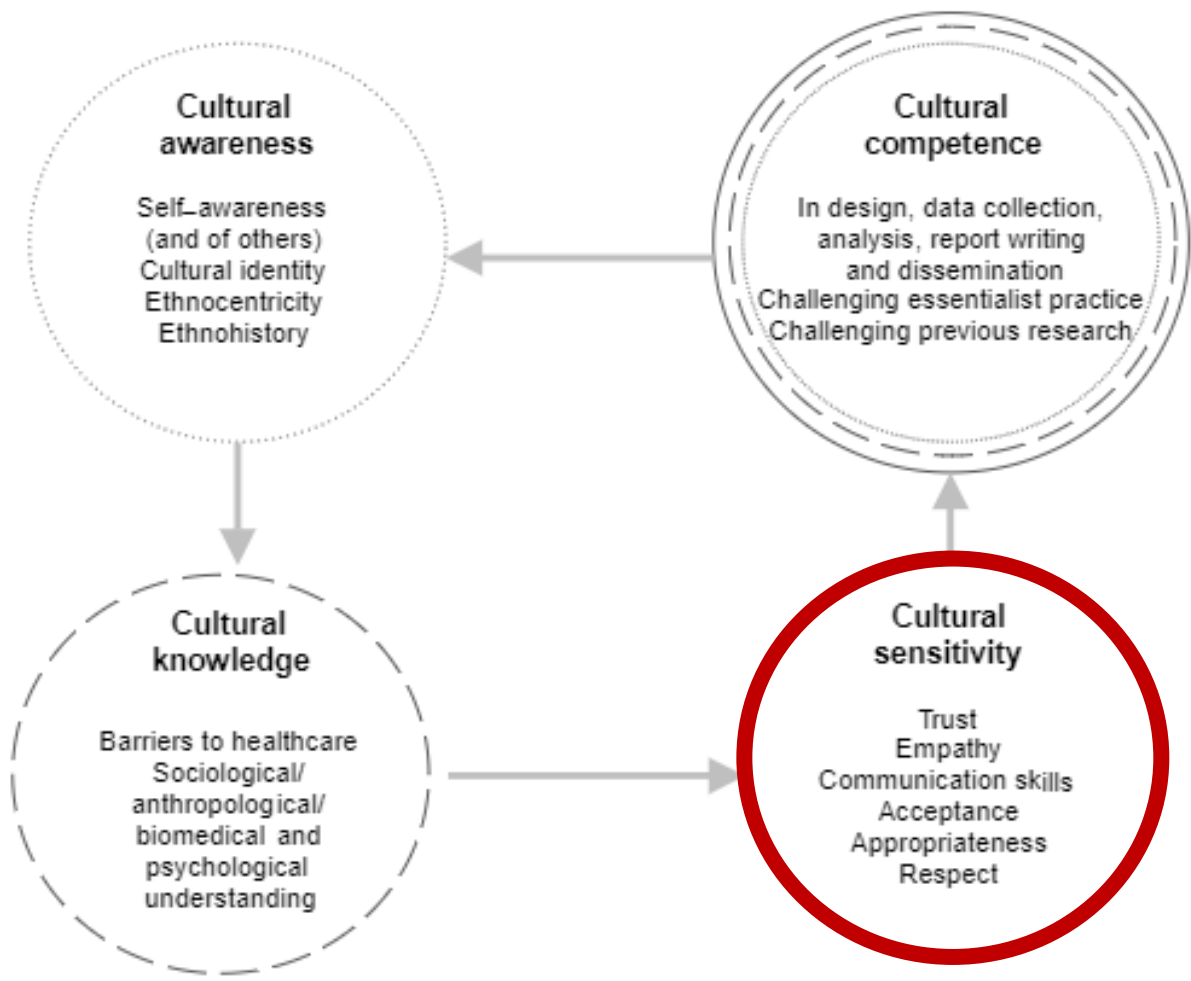 Cultural
awareness
Self–awareness
(and of others)
Cultural identity
Ethnocentricity
Ethnohistory
Cultural
competence
In design, data collection,
analysis, report writing
and dissemination
Challenging essentialist practice
Challenging previous research
Cultural
knowledge
Barriers to healthcare
Sociological/
anthropological/
biomedical and
psychological
understanding
Cultural
sensitivity
Trust
Empathy
Communication skills
Acceptance
Appropriateness
Respect